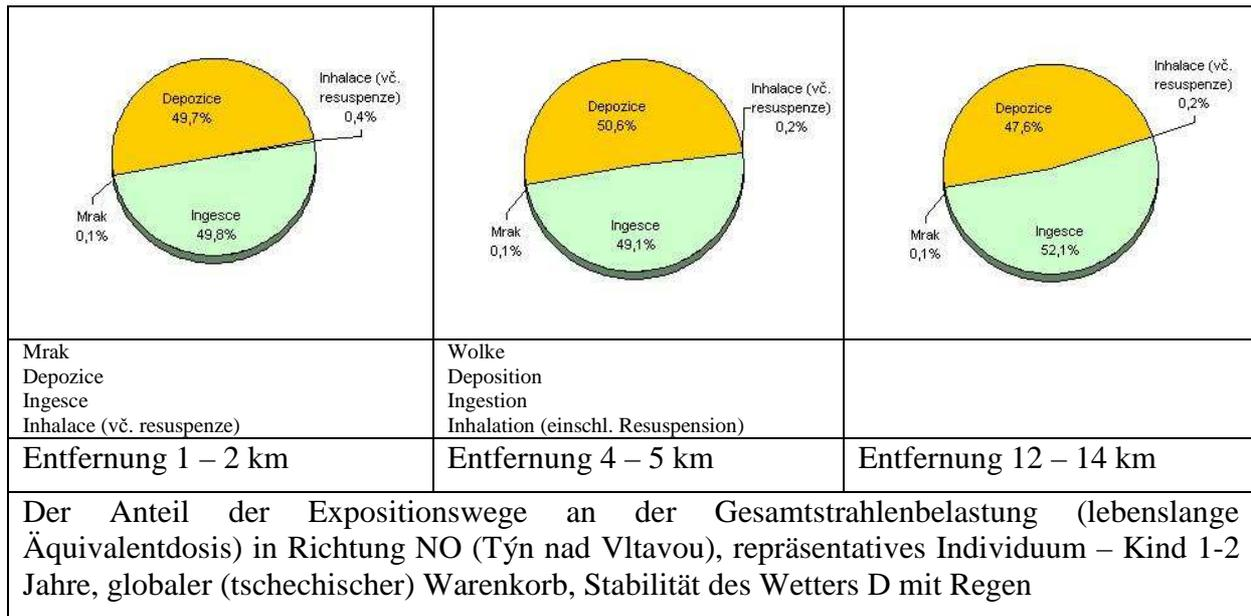 Depozice
49,7%
Inhalace (vč.
resuspenze)
0,4%
Mrak
0,1%
Ingesce
49,8%
Depozice
50,6%
Inhalace (vč.
resuspenze)
0,2%
Mrak
0,1%
Ingesce
49,1%
Depozice
47,6%
Inhalace (vč.
resuspenze)
0,2%
Mrak
0,1%
Ingesce
52,1%
Mrak
Depozice
Ingesce
Inhalace (vč. resuspenze)
Wolke
Deposition
Ingestion
Inhalation (einschl. Resuspension)
Entfernung 1 – 2 km
Entfernung 4 – 5 km
Entfernung 12 – 14 km
Der Anteil der Expositionswege an der Gesamtstrahlenbelastung (lebenslange
Äquivalentdosis) in Richtung NO (Týn nad Vltavou), repräsentatives Individuum – Kind 1-2
Jahre, globaler (tschechischer) Warenkorb, Stabilität des Wetters D mit Regen